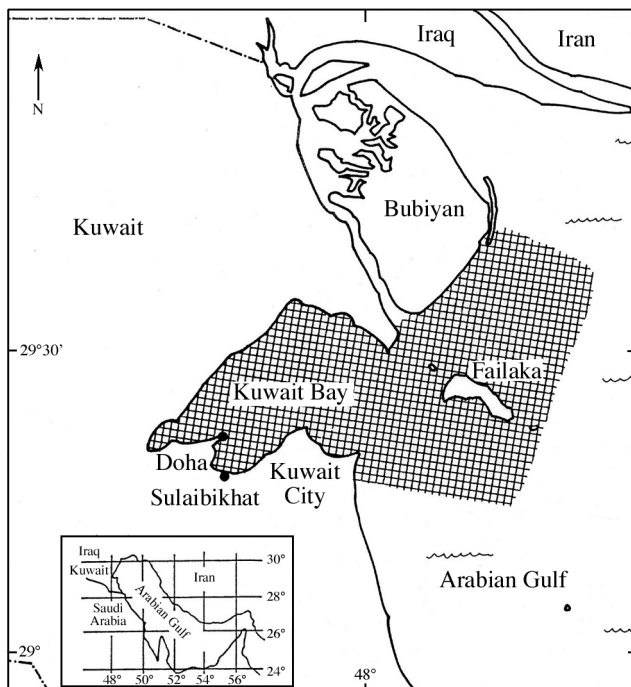 Iraq
Iran
N
Bubiyan
Kuwait
29°30'
Failaka
Kuwait Bay
Doha
Kuwait
City
Sulaibikhat
Arabian Gulf
29°
48°
Iraq
Kuwait
Saudi
Arabia
Iran
Arabian Gulf
30°
28°
26°
24°
48° 50° 52° 54° 56°